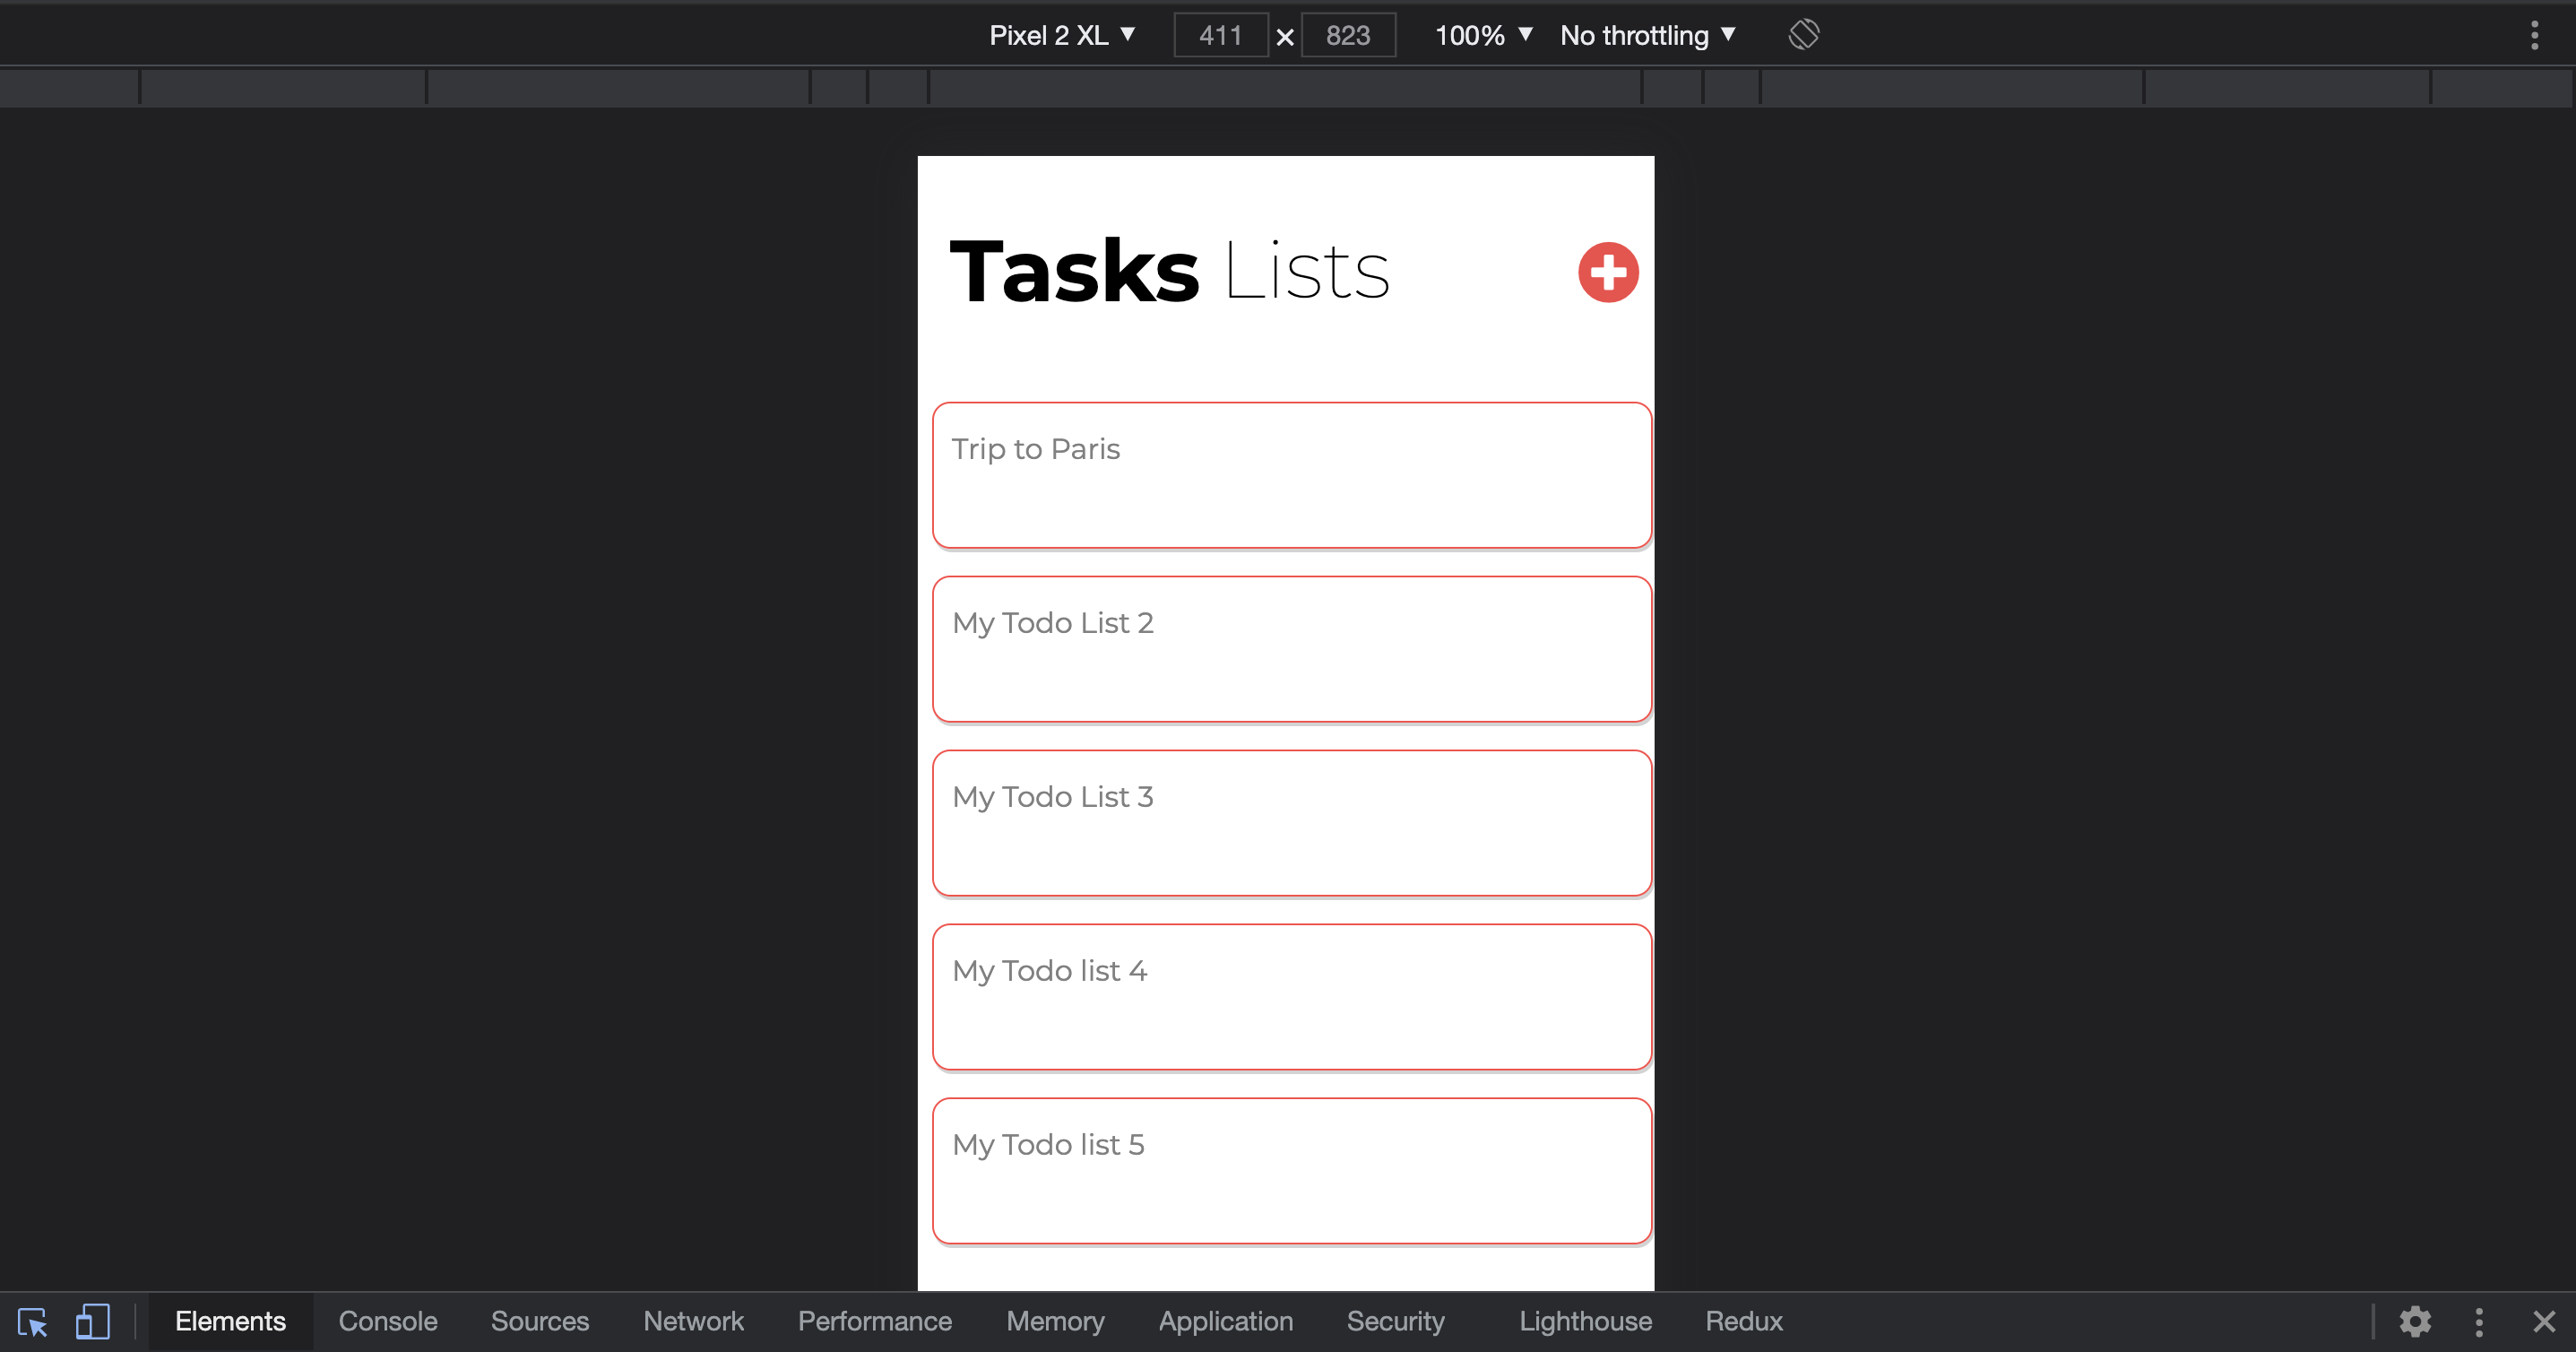 Pixel 2 XL ▼ 411 × 823 100% ▼ No throttling ▼
Tasks Lists
Trip to Paris
My Todo List 2
My Todo List 3
My Todo list 4
My Todo list 5
Elements Console Sources Network Performance Memory Application Security Lighthouse Redux